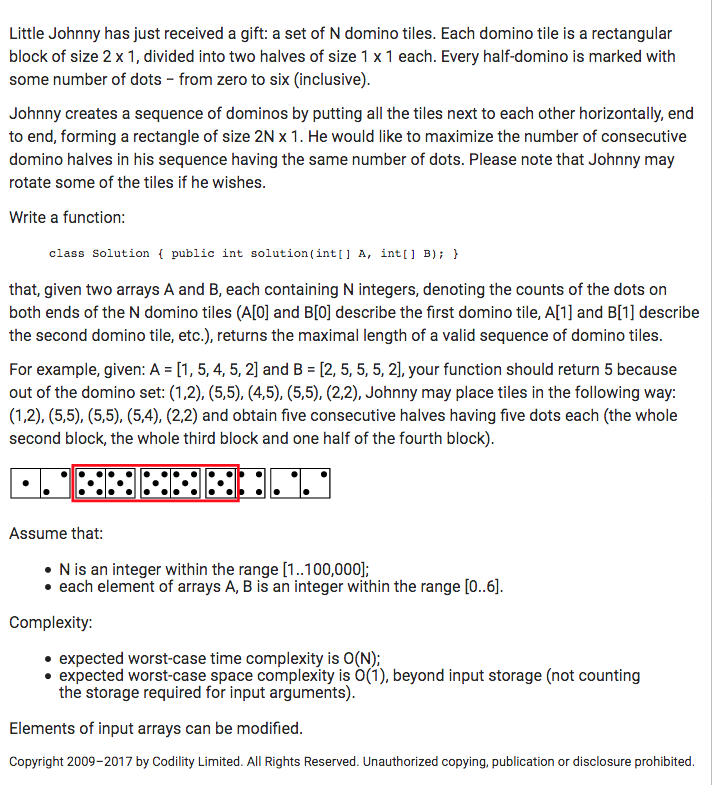 Little Johnny has just received a gift: a set of N domino tiles. Each domino tile is a rectangular
block of size 2 x 1, divided into two halves of size 1 x 1 each. Every half-domino is marked with
some number of dots – from zero to six (inclusive).
Johnny creates a sequence of dominos by putting all the tiles next to each other horizontally, end
to end, forming a rectangle of size 2N x 1. He would like to maximize the number of consecutive
domino halves in his sequence having the same number of dots. Please note that Johnny may
rotate some of the tiles if he wishes.
Write a function:
class Solution { public int solution(int[] A, int[] B); }
that, given two arrays A and B, each containing N integers, denoting the counts of the dots on
both ends of the N domino tiles (A[0] and B[0] describe the first domino tile, A[1] and B[1] describe
the second domino tile, etc.), returns the maximal length of a valid sequence of domino tiles.
For example, given: A = [1, 5, 4, 5, 2] and B = [2, 5, 5, 5, 2], your function should return 5 because
out of the domino set: (1,2), (5,5), (4,5), (5,5), (2,2), Johnny may place tiles in the following way:
(1,2), (5,5), (5,5), (5,4), (2,2) and obtain five consecutive halves having five dots each (the whole
second block, the whole third block and one half of the fourth block).
Assume that:
• N is an integer within the range [1..100,000];
• each element of arrays A, B is an integer within the range [0..6].
Complexity:
• expected worst-case time complexity is O(N);
• expected worst-case space complexity is O(1), beyond input storage (not counting
the storage required for input arguments).
Elements of input arrays can be modified.
Copyright 2009–2017 by Codility Limited. All Rights Reserved. Unauthorized copying, publication or disclosure prohibited.